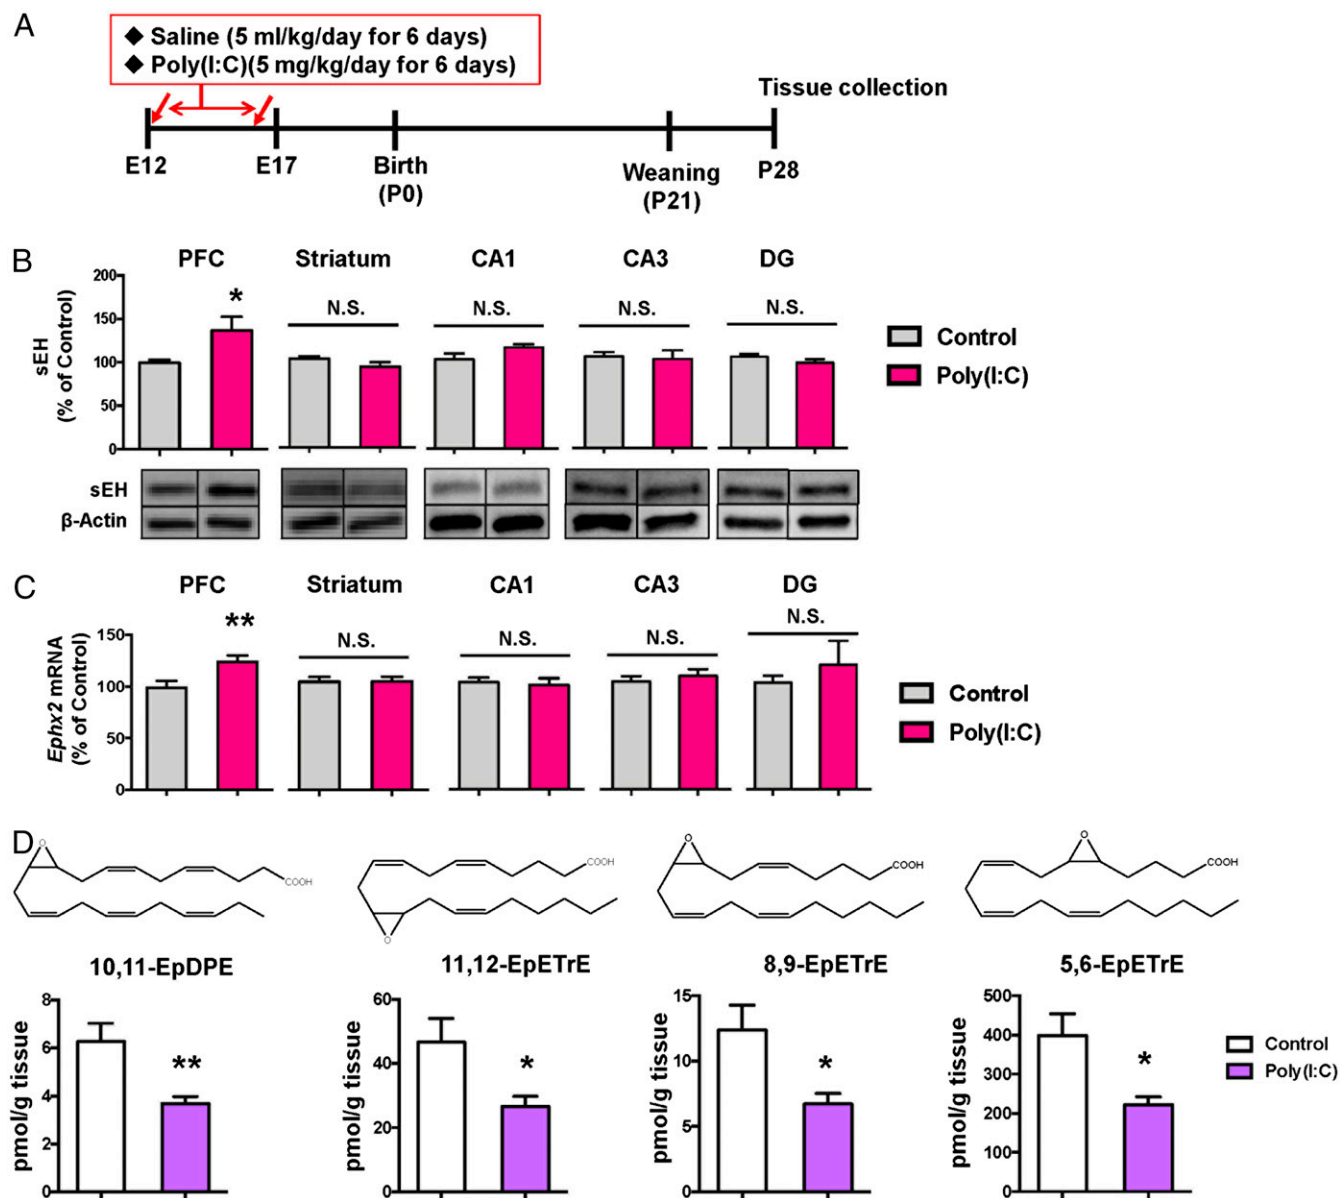 A
◆ Saline (5 ml/kg/day for 6 days)
◆ Poly(I:C)(5 mg/kg/day for 6 days)
Tissue collection
E12
E17
Birth
(P0)
Weaning
(P21)
P28
B
PFC
Striatum
CA1
CA3
DG
sEH
(% of Control)
200
150
100
50
0
*
N.S.
N.S.
N.S.
N.S.
Control
Poly(I:C)
sEH
β-Actin
C
PFC
Striatum
CA1
CA3
DG
Ephx2 mRNA
(% of Control)
150
100
50
0
**
N.S.
N.S.
N.S.
N.S.
Control
Poly(I:C)
D
O
COOH
COOH
O
O
COOH
O
COOH
10,11-EpDPE
11,12-EpETrE
8,9-EpETrE
5,6-EpETrE
pmol/g tissue
8
6
4
2
0
**
pmol/g tissue
60
40
20
0
*
pmol/g tissue
15
10
5
0
*
pmol/g tissue
500
400
300
200
100
0
*
Control
Poly(I:C)